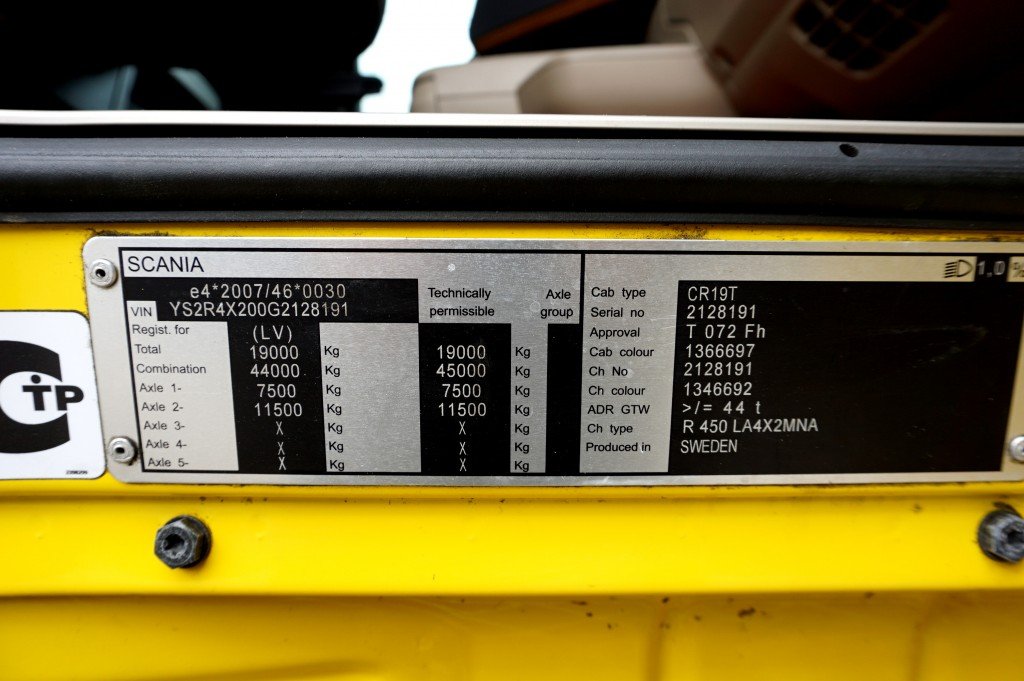 SCANIA
1.0 %
e4*2007/46*0030
VIN YS2R4X200G2128191
Technically permissible
Axle group
Regist. for (LV)
Total 19000 Kg 19000 Kg
Combination 44000 Kg 45000 Kg
Axle 1- 7500 Kg 7500 Kg
Axle 2- 11500 Kg 11500 Kg
Axle 3- X Kg X Kg
Axle 4- X Kg X Kg
Axle 5- X Kg X Kg
Cab type CR19T
Serial no 2128191
Approval T 072 Fh
Cab colour 1366697
Ch No 2128191
Ch colour 1346692
ADR GTW >/= 44 t
Ch type R 450 LA4X2MNA
Produced in SWEDEN
C TP